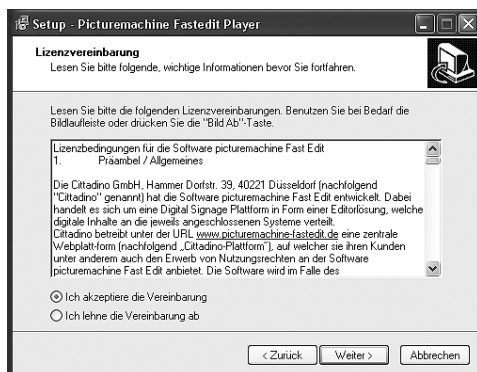 Setup - Picturemachine Fastedit Player
Lizenzvereinbarung
Lesen Sie bitte folgende, wichtige Informationen bevor Sie fortfahren.
Lesen Sie bitte die folgenden Lizenzvereinbarungen. Benutzen Sie bei Bedarf die
Bildlaufleiste oder drücken Sie die "Bild Ab"-Taste.
Lizenzbedingungen für die Software picturemachine Fast Edit
1. Präambel / Allgemeines
Die Cittadino GmbH, Hammer Dorfstr. 39, 40221 Düsseldorf (nachfolgend
"Cittadino" genannt) hat die Software picturemachine Fast Edit entwickelt. Dabei
handelt es sich um eine Digital Signage Plattform in Form einer Editorlösung, welche
digitale Inhalte an die jeweils angeschlossenen Systeme verteilt.
Cittadino betreibt unter der URL www.picturemachine-fastedit.de eine zentrale
Webplatt-form (nachfolgend „Cittadino-Plattform"), auf welcher sie ihren Kunden
unter anderem auch den Erwerb von Nutzungsrechten an der Software
picturemachine Fast Edit anbietet. Die Software wird im Falle des
Ich akzeptiere die Vereinbarung
Ich lehne die Vereinbarung ab
< Zurück Weiter > Abbrechen